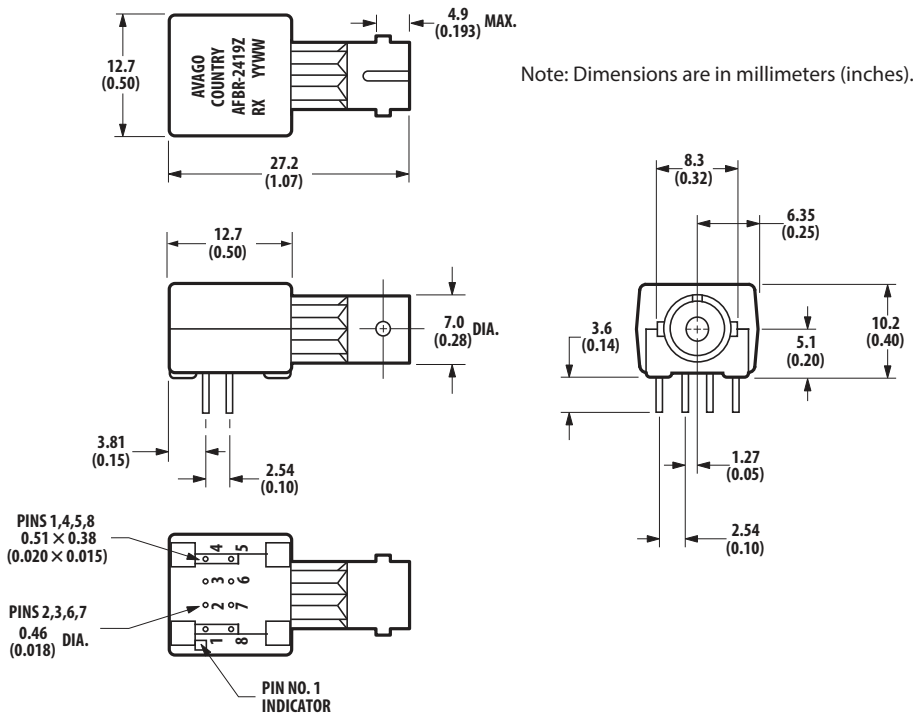 4.9
(0.193) MAX.
12.7
(0.50)
AVAGO
COUNTRY
AFBR-2419Z
RX YYWW
Note: Dimensions are in millimeters (inches).
27.2
(1.07)
8.3
(0.32)
6.35
(0.25)
12.7
(0.50)
7.0
(0.28) DIA.
3.6
(0.14)
10.2
(0.40)
5.1
(0.20)
3.81
(0.15)
2.54
(0.10)
1.27
(0.05)
2.54
(0.10)
PINS 1,4,5,8
0.51 × 0.38
(0.020 × 0.015)
4 5
3 6
2 7
1 8
PINS 2,3,6,7
0.46
(0.018) DIA.
PIN NO. 1
INDICATOR